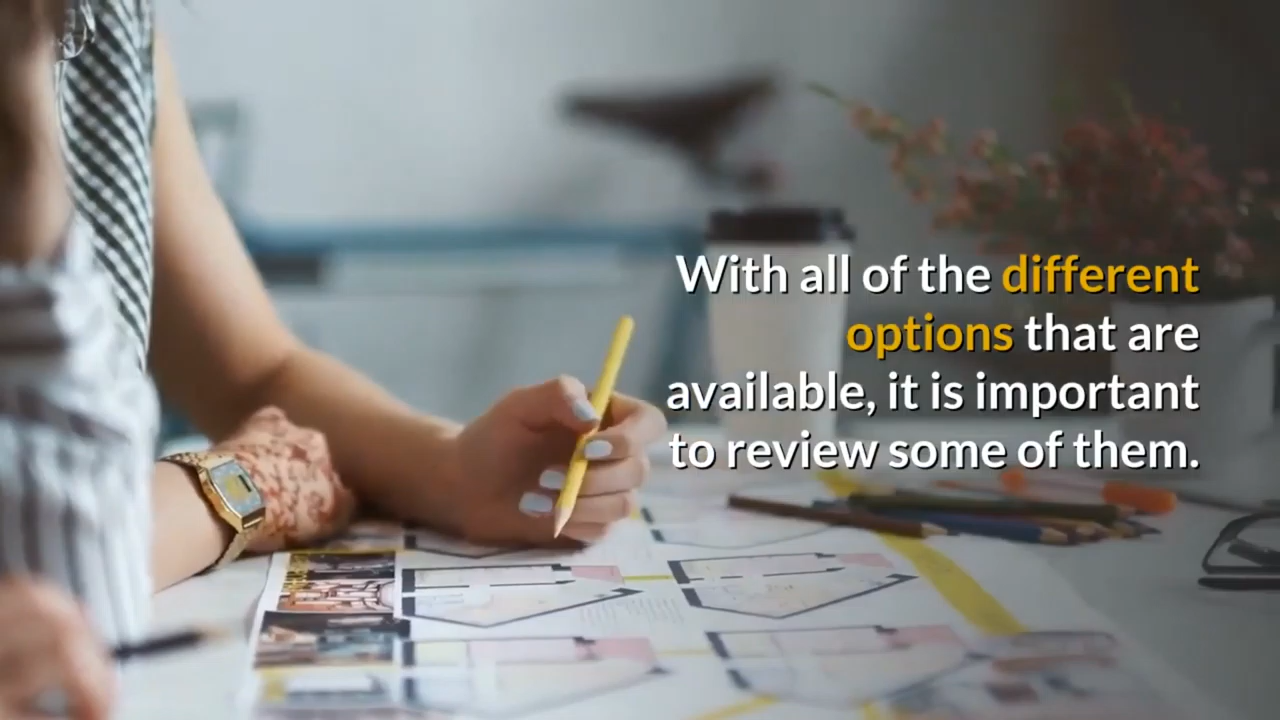 With all of the different
options that are
available, it is important
to review some of them.